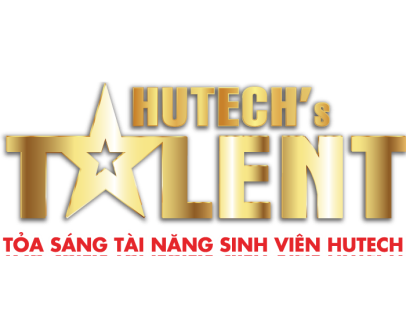 HUTECH's
TALENT
TỎA SÁNG TÀI NĂNG SINH VIÊN HUTECH